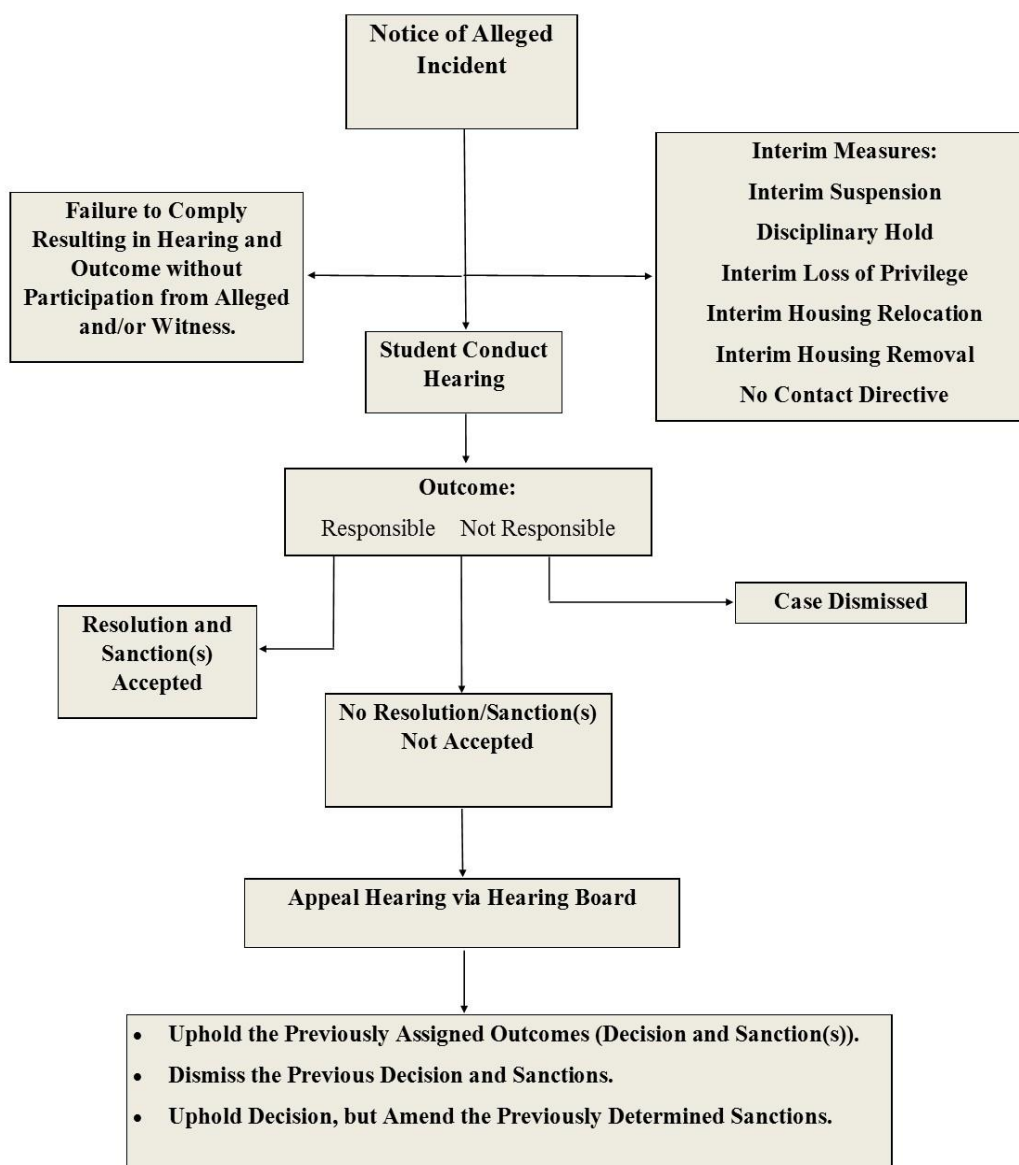 Notice of Alleged
Incident
Interim Measures:
Interim Suspension
Disciplinary Hold
Interim Loss of Privilege
Interim Housing Relocation
Interim Housing Removal
No Contact Directive
Failure to Comply
Resulting in Hearing and
Outcome without
Participation from Alleged
and/or Witness.
Student Conduct
Hearing
Outcome:
Responsible Not Responsible
Case Dismissed
Resolution and
Sanction(s)
Accepted
No Resolution/Sanction(s)
Not Accepted
Appeal Hearing via Hearing Board
• Uphold the Previously Assigned Outcomes (Decision and Sanction(s)).
• Dismiss the Previous Decision and Sanctions.
• Uphold Decision, but Amend the Previously Determined Sanctions.